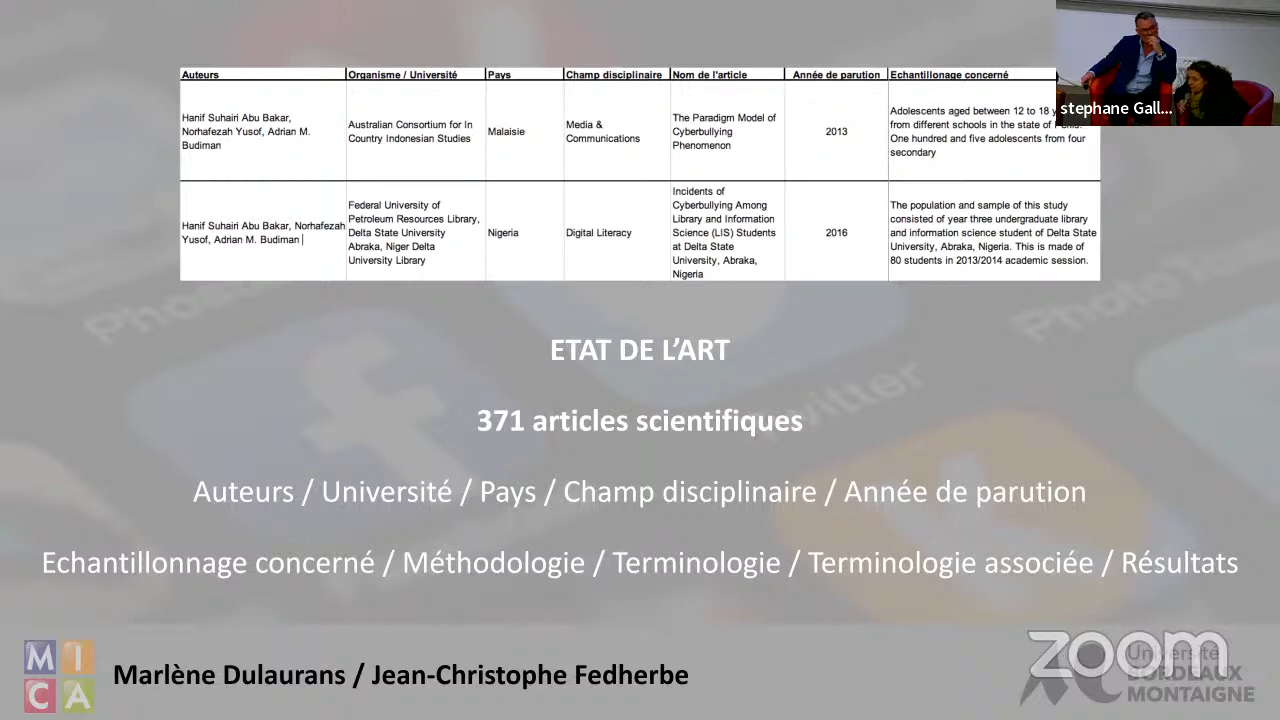 Auteurs Organisme / Université Pays Champ disciplinaire Nom de l'article Année de parution Echantillonnage concerné
Hanif Suhairi Abu Bakar,
Norhafezah Yusof, Adrian M.
Budiman
Australian Consortium for In
Country Indonesian Studies
Malaisie
Media &
Communications
The Paradigm Model of
Cyberbullying
Phenomenon
2013
Adolescents aged between 12 to 18
from different schools in the state of
One hundred and five adolescents from four
secondary
Hanif Suhairi Abu Bakar, Norhafezah
Yusof, Adrian M. Budiman
Federal University of
Petroleum Resources Library,
Delta State University
Abraka, Niger Delta
University Library
Nigeria
Digital Literacy
Incidents of
Cyberbullying Among
Library and Information
Science (LIS) Students
at Delta State
University, Abraka,
Nigeria
2016
The population and sample of this study
consisted of year three undergraduate library
and information science student of Delta State
University, Abraka, Nigeria. This is made of
80 students in 2013/2014 academic session.
stephane Gall...
ETAT DE L'ART
371 articles scientifiques
Auteurs / Université / Pays / Champ disciplinaire / Année de parution
Echantillonnage concerné / Méthodologie / Terminologie / Terminologie associée / Résultats
MICA
Marlène Dulaurans / Jean-Christophe Fedherbe
zoom
Université
BORDEAUX
MONTAIGNE
Twitter